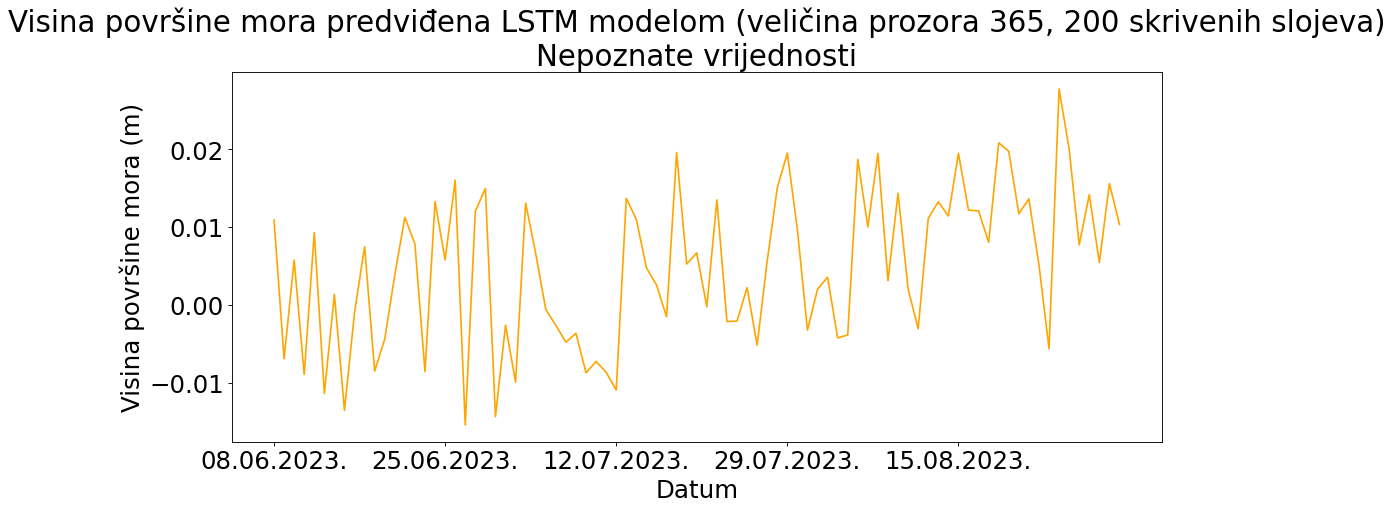 Visina površine mora predviđena LSTM modelom (veličina prozora 365, 200 skrivenih slojeva)
Nepoznate vrijednosti
Visina površine mora (m)
0.02
0.01
0.00
−0.01
08.06.2023.
25.06.2023.
12.07.2023.
29.07.2023.
15.08.2023.
Datum